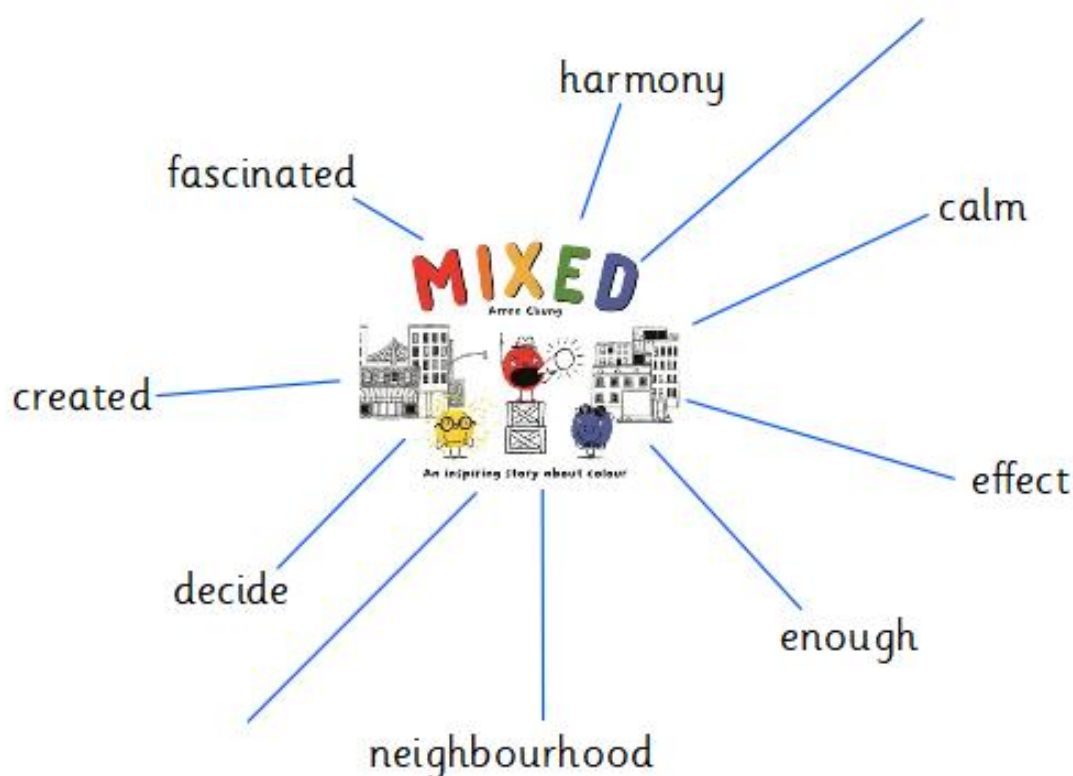 harmony
fascinated
calm
MIXED
Arree Chung
created
An inspiring story about colour
effect
decide
enough
neighbourhood